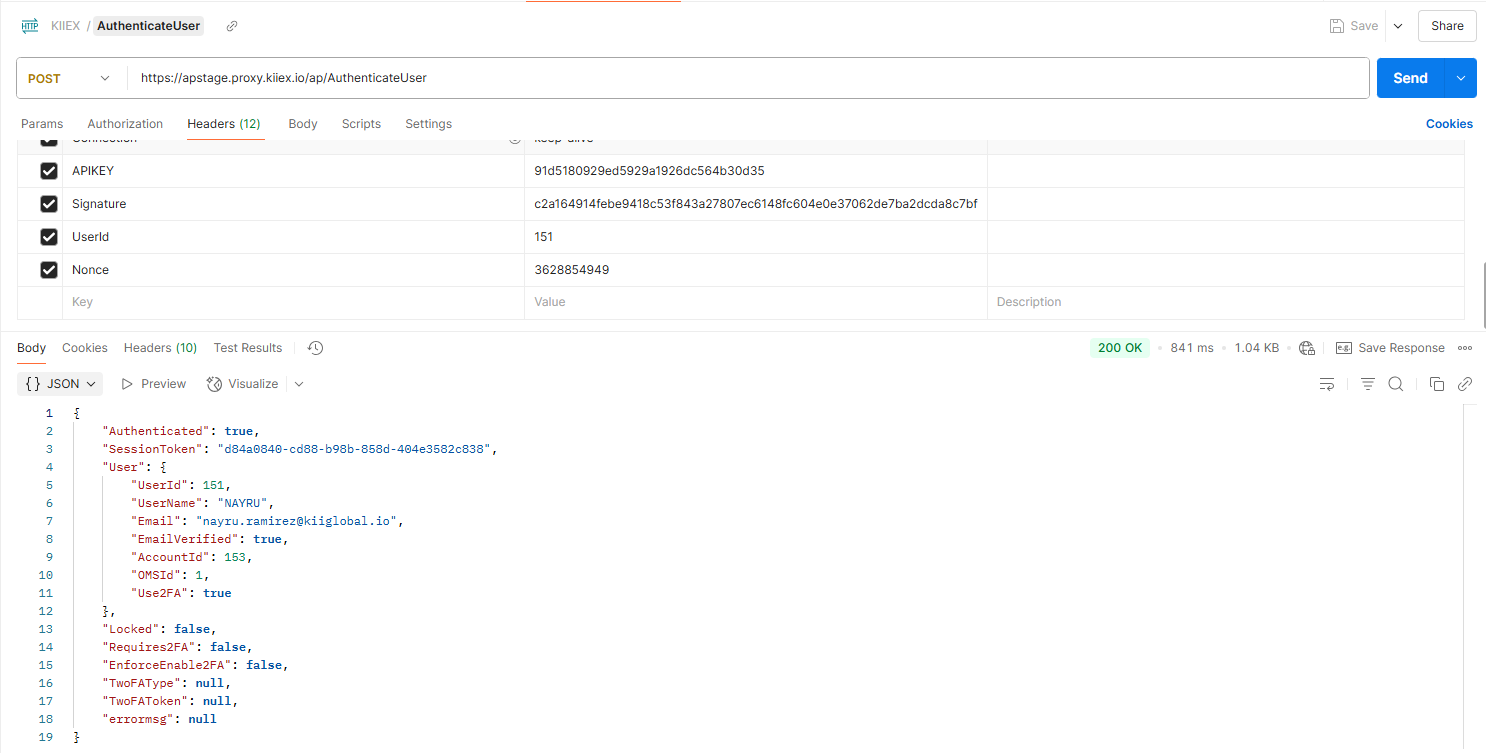 HTTP KIIEX / AuthenticateUser Save Share
POST https://apstage.proxy.kiiex.io/ap/AuthenticateUser Send
Params Authorization Headers (12) Body Scripts Settings Cookies
Connection keep-alive
APIKEY 91d5180929ed5929a1926dc564b30d35
Signature c2a164914febe9418c53f843a27807ec6148fc604e0e37062de7ba2dcda8c7bf
UserId 151
Nonce 3628854949
Key Value Description
Body Cookies Headers (10) Test Results 200 OK • 841 ms • 1.04 KB • e.g. Save Response
{} JSON Preview Visualize
1 {
2 "Authenticated": true,
3 "SessionToken": "d84a0840-cd88-b98b-858d-404e3582c838",
4 "User": {
5 "UserId": 151,
6 "UserName": "NAYRU",
7 "Email": "nayru.ramirez@kiiglobal.io",
8 "EmailVerified": true,
9 "AccountId": 153,
10 "OMSId": 1,
11 "Use2FA": true
12 },
13 "Locked": false,
14 "Requires2FA": false,
15 "EnforceEnable2FA": false,
16 "TwoFAType": null,
17 "TwoFAToken": null,
18 "errormsg": null
19 }